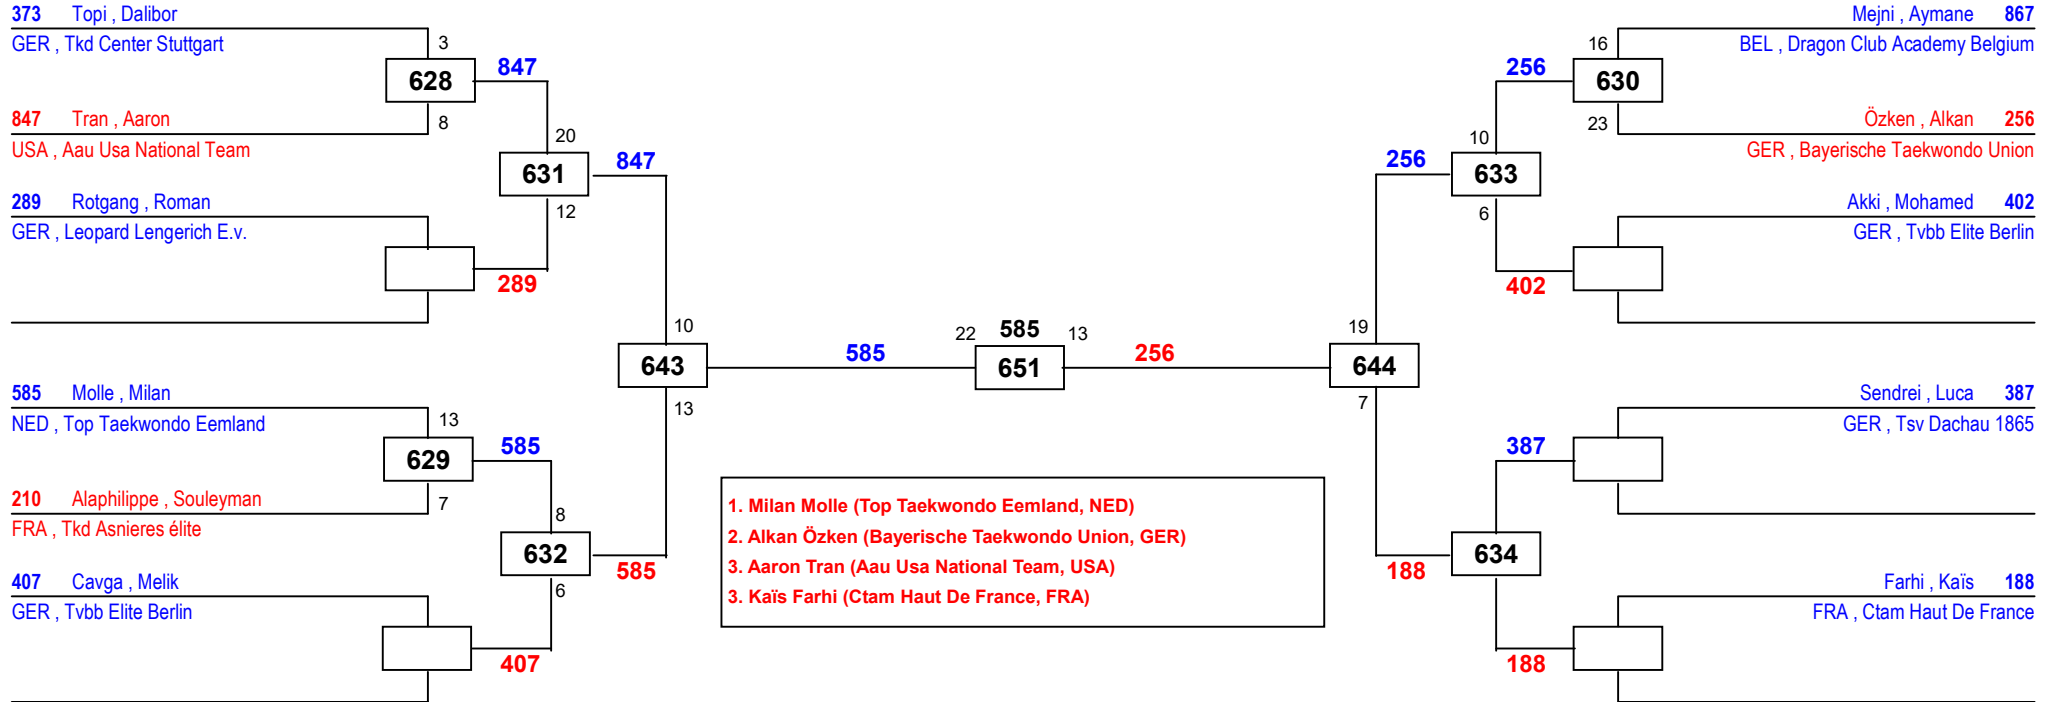 373 Topi , Dalibor
GER , Tkd Center Stuttgart
3
628
847
8
847 Tran , Aaron
USA , Aau Usa National Team
20
631
847
12
289 Rotgang , Roman
GER , Leopard Lengerich E.v.
289
10
643
13
585 Molle , Milan
NED , Top Taekwondo Eemland
13
629
585
7
210 Alaphilippe , Souleyman
FRA , Tkd Asnieres élite
8
632
585
6
407 Cavga , Melik
GER , Tvbb Elite Berlin
407
585
22 585 13
651
256
1. Milan Molle (Top Taekwondo Eemland, NED)
2. Alkan Özken (Bayerische Taekwondo Union, GER)
3. Aaron Tran (Aau Usa National Team, USA)
3. Kaïs Farhi (Ctam Haut De France, FRA)
Mejni , Aymane 867
BEL , Dragon Club Academy Belgium
16
256
630
23
Özken , Alkan 256
GER , Bayerische Taekwondo Union
10
256
633
6
Akki , Mohamed 402
GER , Tvbb Elite Berlin
402
19
644
7
Sendrei , Luca 387
GER , Tsv Dachau 1865
387
634
188
Farhi , Kaïs 188
FRA , Ctam Haut De France
188